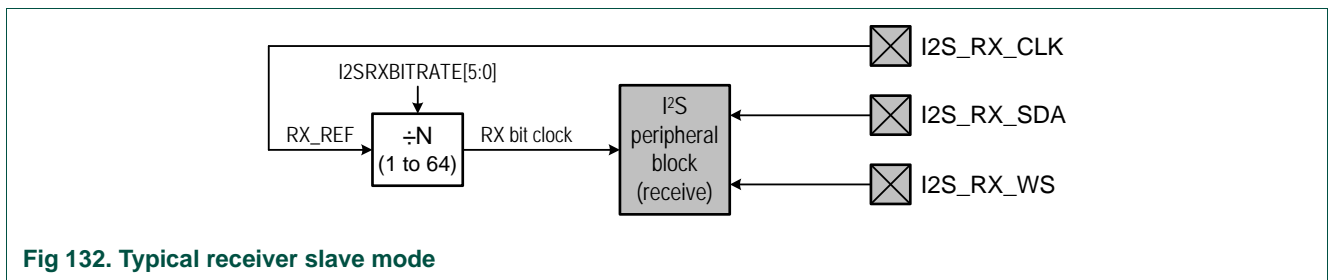 I2S_RX_CLK
I2SRXBITRATE[5:0]
I2S_RX_SDA
RX_REF
÷N
(1 to 64)
RX bit clock
I²S
peripheral
block
(receive)
I2S_RX_WS
Fig 132. Typical receiver slave mode